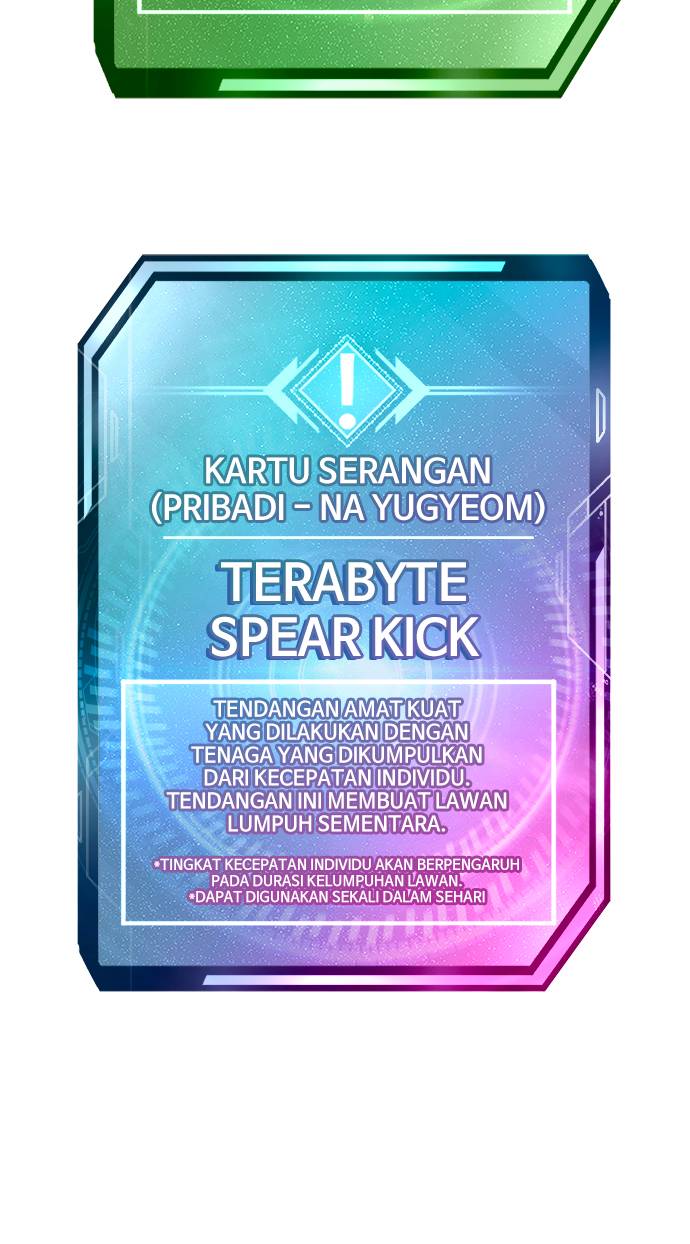 !
KARTU SERANGAN
(PRIBADI - NA YUGYEOM)
TERABYTE
SPEAR KICK
TENDANGAN AMAT KUAT
YANG DILAKUKAN DENGAN
TENAGA YANG DIKUMPULKAN
DARI KECEPATAN INDIVIDU.
TENDANGAN INI MEMBUAT LAWAN
LUMPUH SEMENTARA.
*TINGKAT KECEPATAN INDIVIDU AKAN BERPENGARUH
PADA DURASI KELUMPUHAN LAWAN.
*DAPAT DIGUNAKAN SEKALI DALAM SEHARI